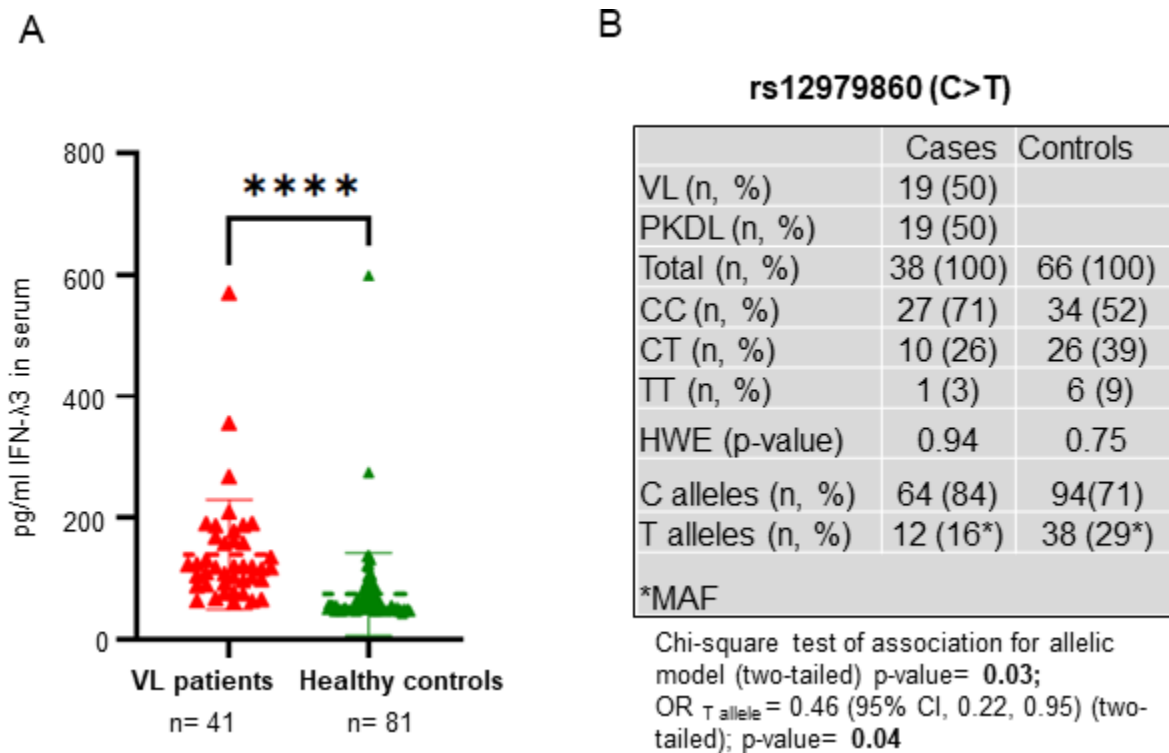 A
800
600
400
200
0
pg/ml IFN-λ3 in serum
****
VL patients
Healthy controls
n= 41
n= 81
B
rs12979860 (C>T)
Cases Controls
VL (n, %) 19 (50)
PKDL (n, %) 19 (50)
Total (n, %) 38 (100) 66 (100)
CC (n, %) 27 (71) 34 (52)
CT (n, %) 10 (26) 26 (39)
TT (n, %) 1 (3) 6 (9)
HWE (p-value) 0.94 0.75
C alleles (n, %) 64 (84) 94(71)
T alleles (n, %) 12 (16*) 38 (29*)
*MAF
Chi-square test of association for allelic
model (two-tailed) p-value= 0.03;
OR T allele = 0.46 (95% CI, 0.22, 0.95) (two-
tailed); p-value= 0.04